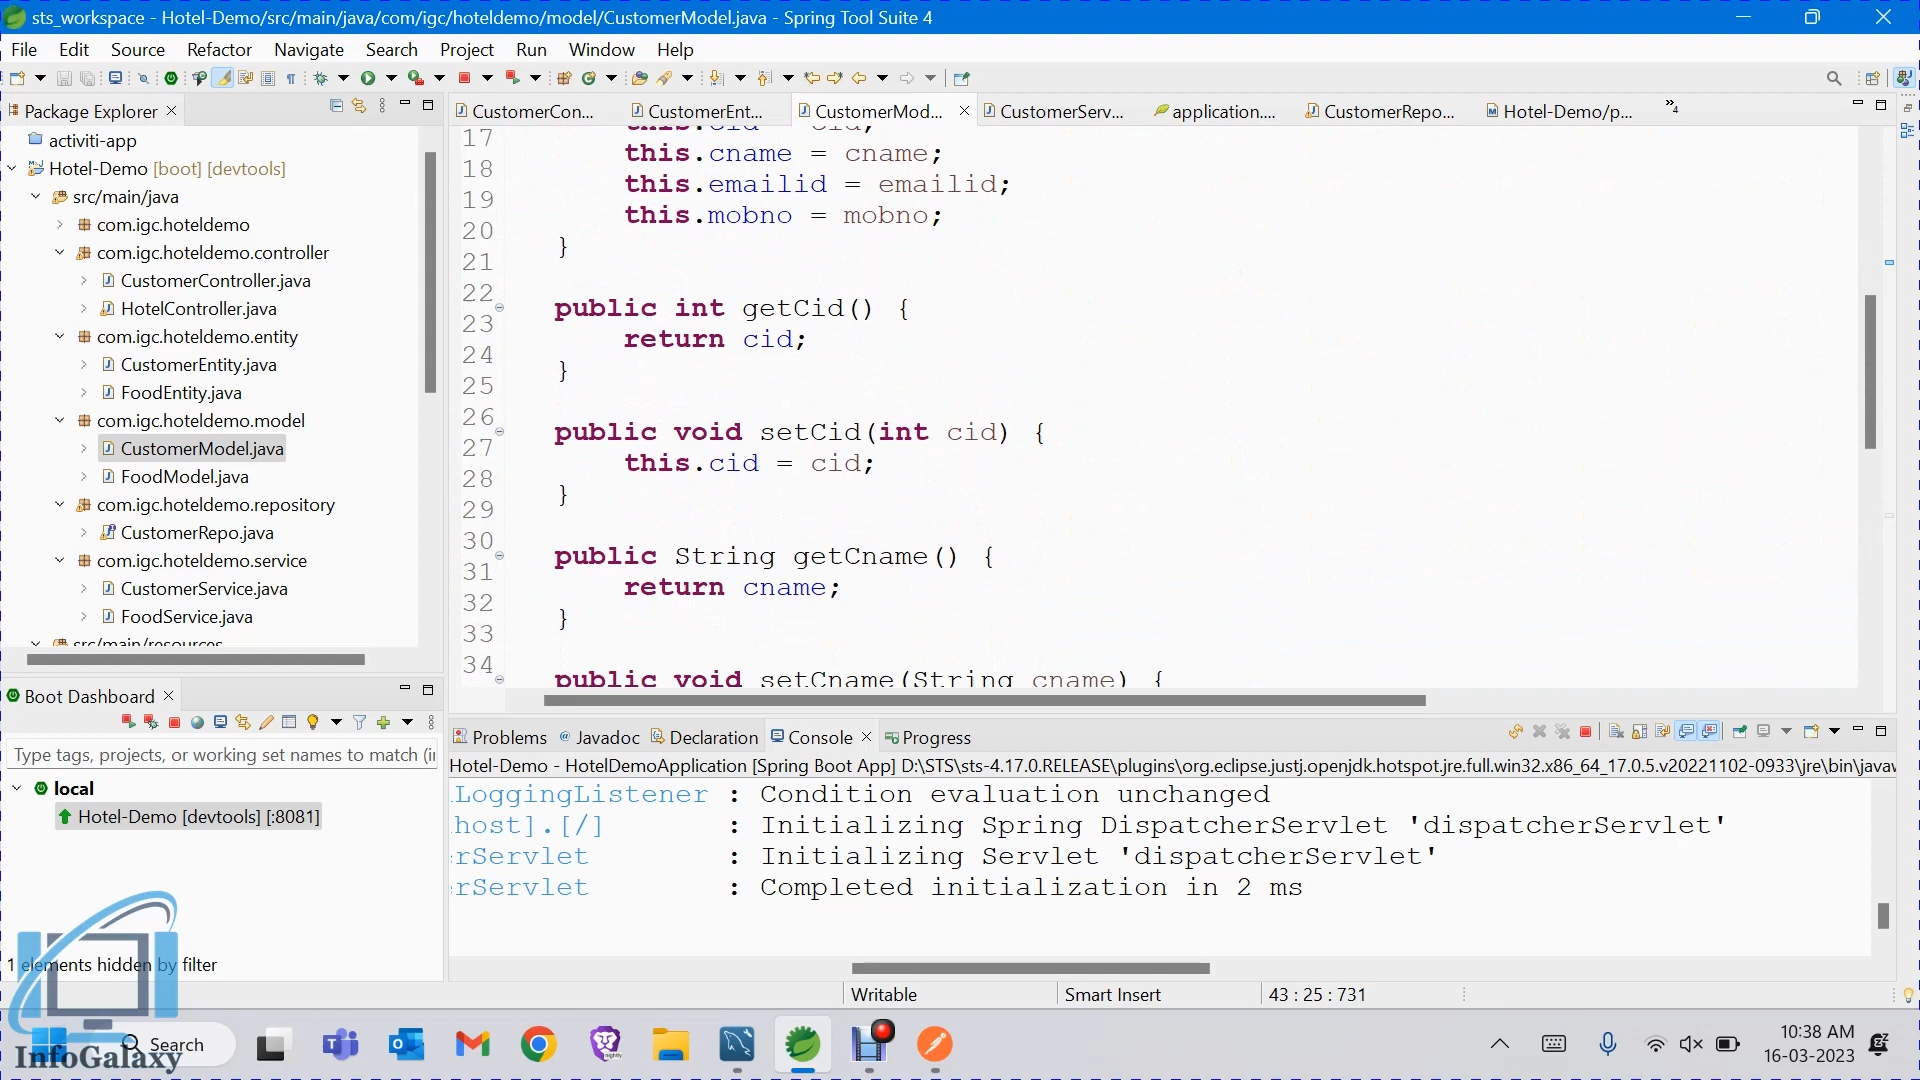 sts_workspace - Hotel-Demo/src/main/java/com/igc/hoteldemo/model/CustomerModel.java - Spring Tool Suite 4
File Edit Source Refactor Navigate Search Project Run Window Help
Package Explorer
activiti-app
Hotel-Demo [boot] [devtools]
src/main/java
com.igc.hoteldemo
com.igc.hoteldemo.controller
CustomerController.java
HotelController.java
com.igc.hoteldemo.entity
CustomerEntity.java
FoodEntity.java
com.igc.hoteldemo.model
CustomerModel.java
FoodModel.java
com.igc.hoteldemo.repository
CustomerRepo.java
com.igc.hoteldemo.service
CustomerService.java
FoodService.java
src/main/resources
CustomerCon... CustomerEnt... CustomerMod... CustomerServ... application.... CustomerRepo... Hotel-Demo/p... »4
17 this.cid = cid;
18 this.cname = cname;
19 this.emailid = emailid;
20 this.mobno = mobno;
21 }
22
23 public int getCid() {
24 return cid;
25 }
26
27 public void setCid(int cid) {
28 this.cid = cid;
29 }
30
31 public String getCname() {
32 return cname;
33 }
34
public void setCname(String cname) {
Boot Dashboard
Type tags, projects, or working set names to match (i
local
Hotel-Demo [devtools] [:8081]
1 elements hidden by filter
Problems Javadoc Declaration Console Progress
Hotel-Demo - HotelDemoApplication [Spring Boot App] D:\STS\sts-4.17.0.RELEASE\plugins\org.eclipse.justj.openjdk.hotspot.jre.full.win32.x86_64_17.0.5.v20221102-0933\jre\bin\javaw
LoggingListener : Condition evaluation unchanged
host].[/] : Initializing Spring DispatcherServlet 'dispatcherServlet'
rServlet : Initializing Servlet 'dispatcherServlet'
rServlet : Completed initialization in 2 ms
Writable Smart Insert 43 : 25 : 731
InfoGalaxy
Search
nightly
10:38 AM
16-03-2023